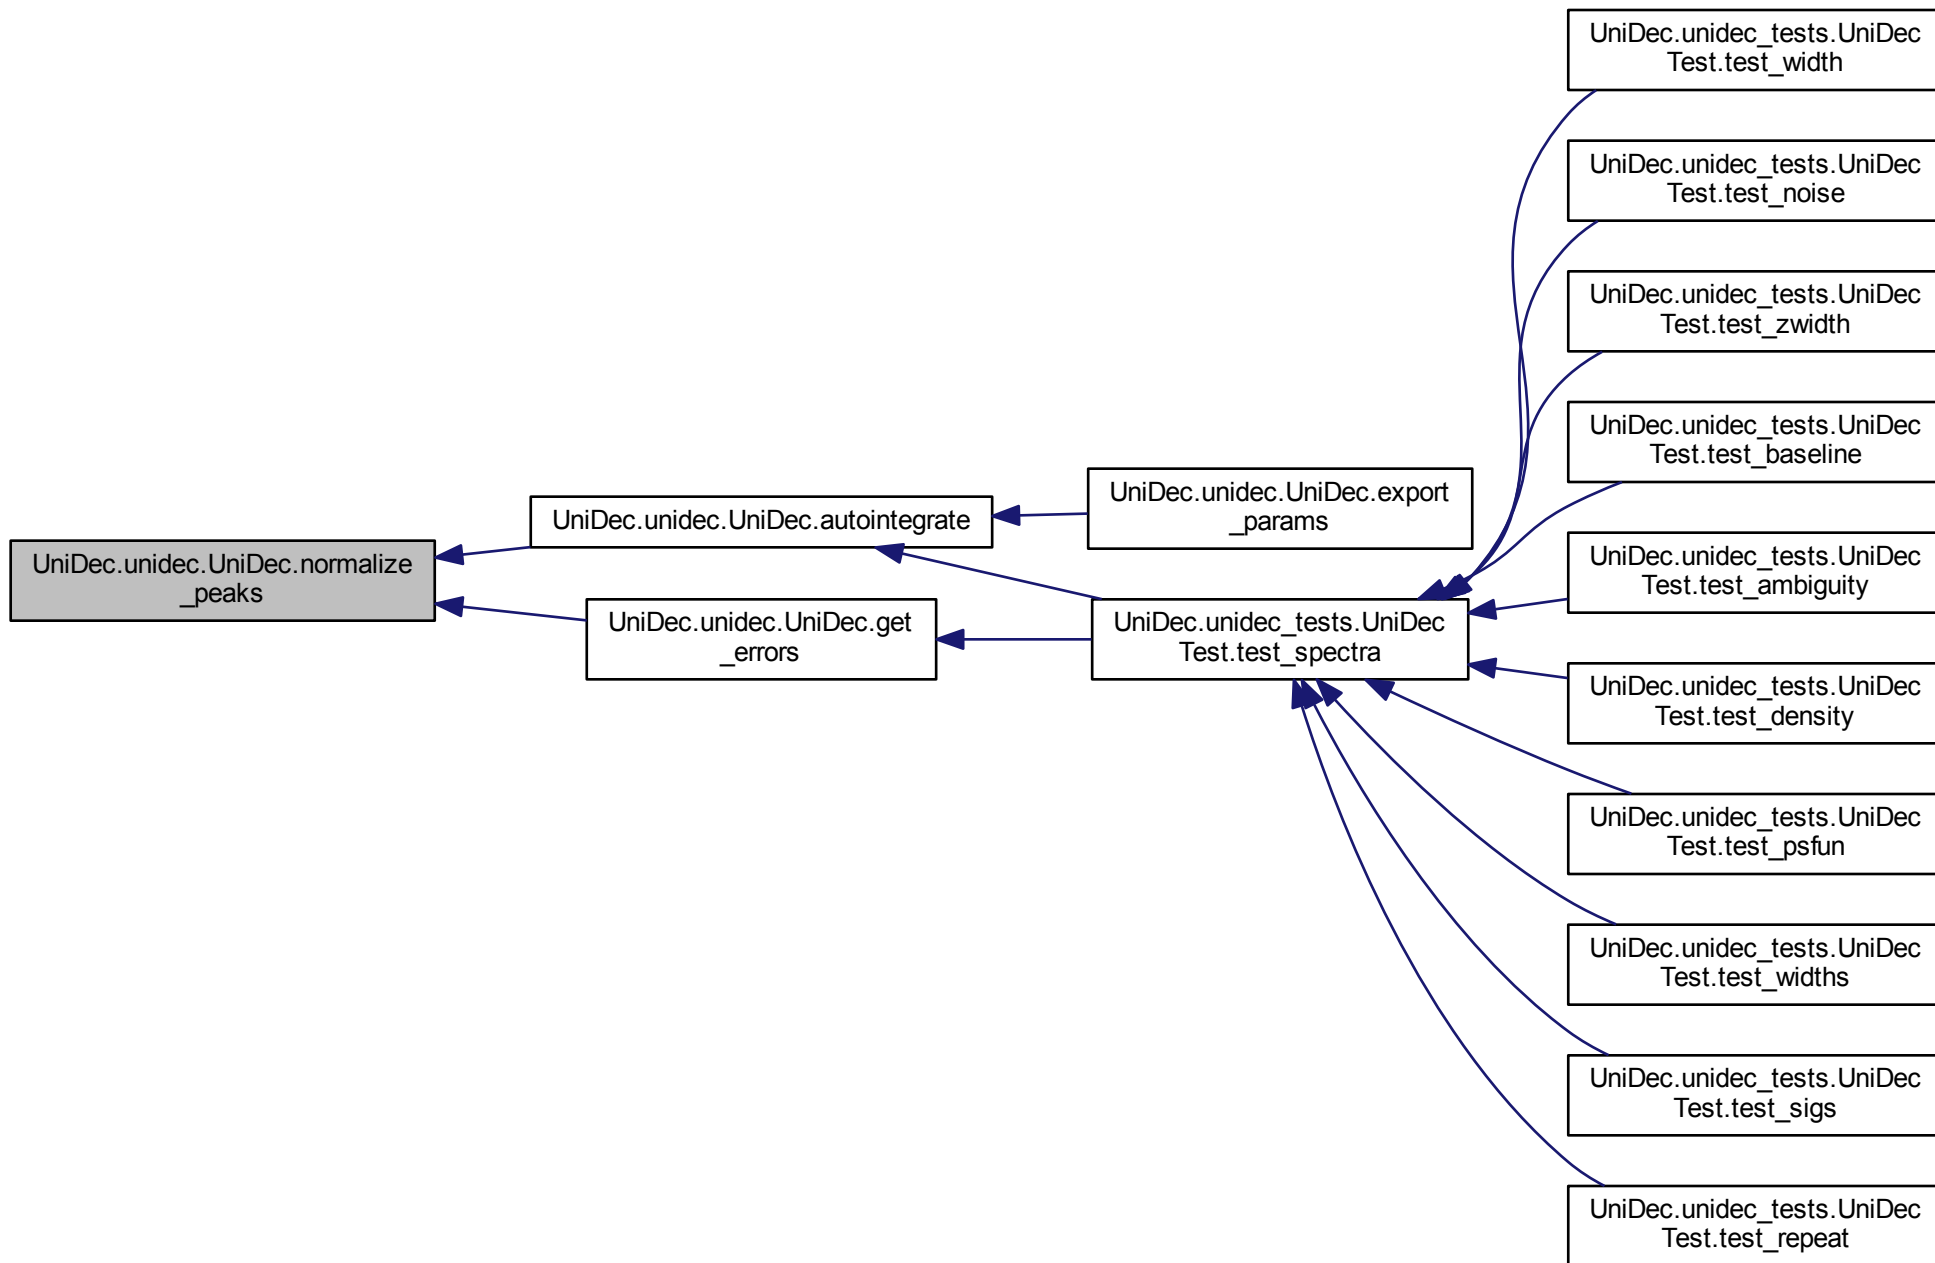 UniDec.unidec_tests.UniDec
Test.test_width
UniDec.unidec_tests.UniDec
Test.test_noise
UniDec.unidec_tests.UniDec
Test.test_zwidth
UniDec.unidec_tests.UniDec
Test.test_baseline
UniDec.unidec.UniDec.export
_params
UniDec.unidec.UniDec.autointegrate
UniDec.unidec.UniDec.normalize
_peaks
UniDec.unidec_tests.UniDec
Test.test_ambiguity
UniDec.unidec.UniDec.get
_errors
UniDec.unidec_tests.UniDec
Test.test_spectra
UniDec.unidec_tests.UniDec
Test.test_density
UniDec.unidec_tests.UniDec
Test.test_psfun
UniDec.unidec_tests.UniDec
Test.test_widths
UniDec.unidec_tests.UniDec
Test.test_sigs
UniDec.unidec_tests.UniDec
Test.test_repeat